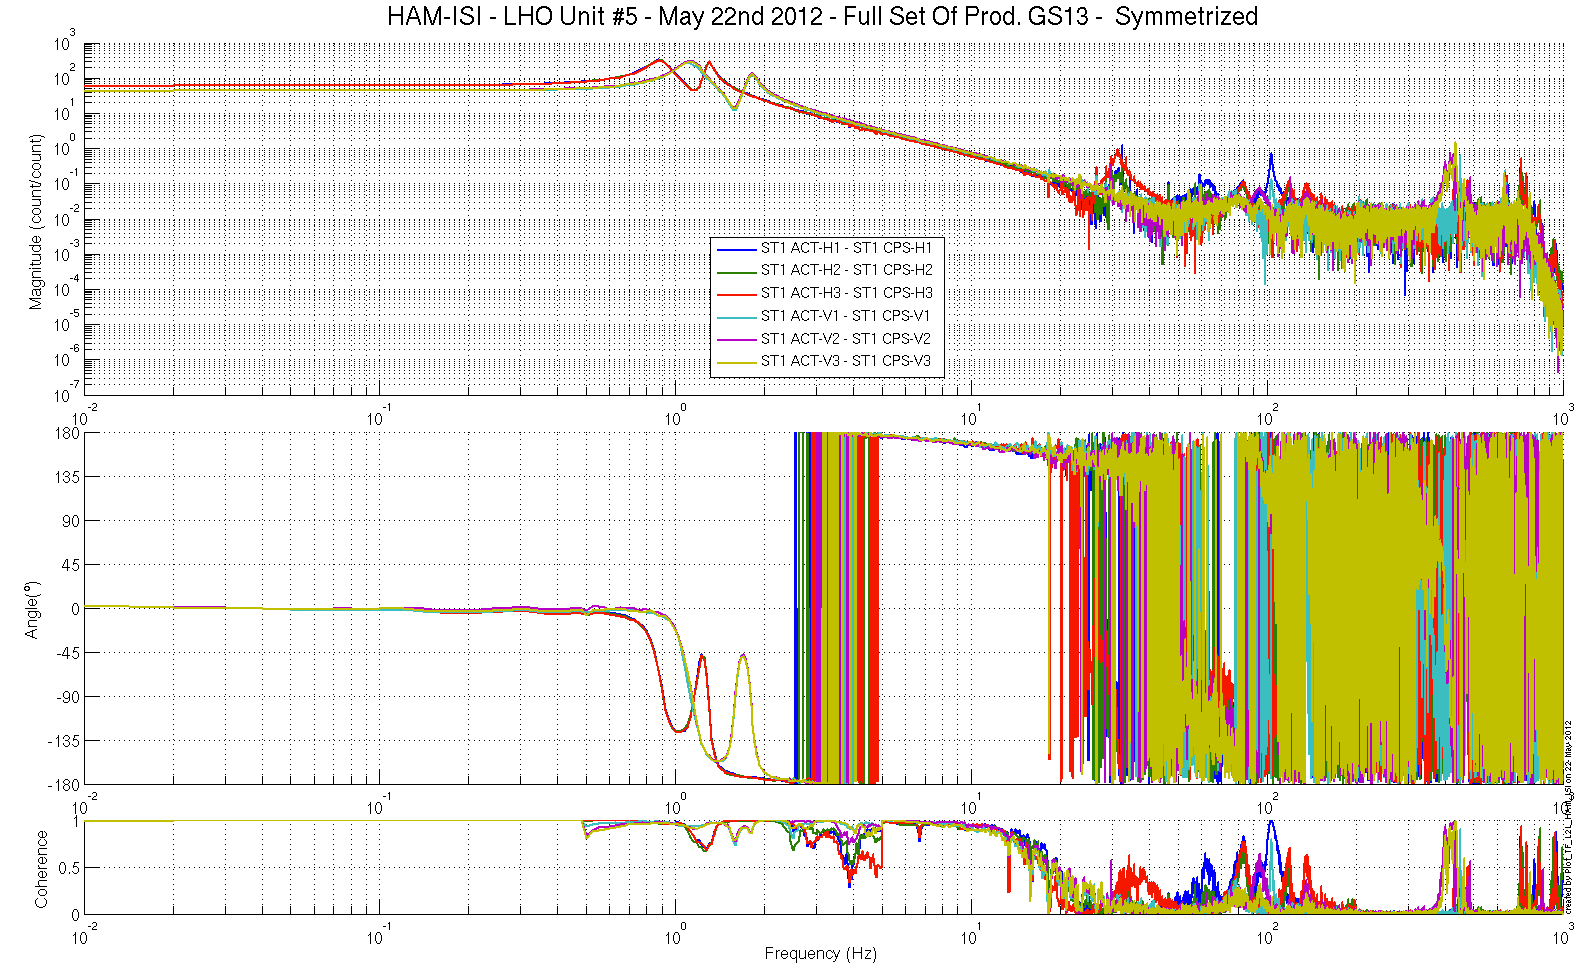 HAM-ISI - LHO Unit #5 - May 22nd 2012 - Full Set Of Prod. GS13 - Symmetrized
Magnitude (count/count)
10^3
10^2
10^1
10^0
10^-1
10^-2
10^-3
10^-4
10^-5
10^-6
10^-7
ST1 ACT-H1 - ST1 CPS-H1
ST1 ACT-H2 - ST1 CPS-H2
ST1 ACT-H3 - ST1 CPS-H3
ST1 ACT-V1 - ST1 CPS-V1
ST1 ACT-V2 - ST1 CPS-V2
ST1 ACT-V3 - ST1 CPS-V3
10^-2 10^-1 10^0 10^1 10^2 10^3
Angle(°)
180
135
90
45
0
-45
-90
-135
-180
10^-2 10^-1 10^0 10^1 10^2
Coherence
1
0.5
0
10^-2 10^-1 10^0 10^1 10^2 10^3
Frequency (Hz)